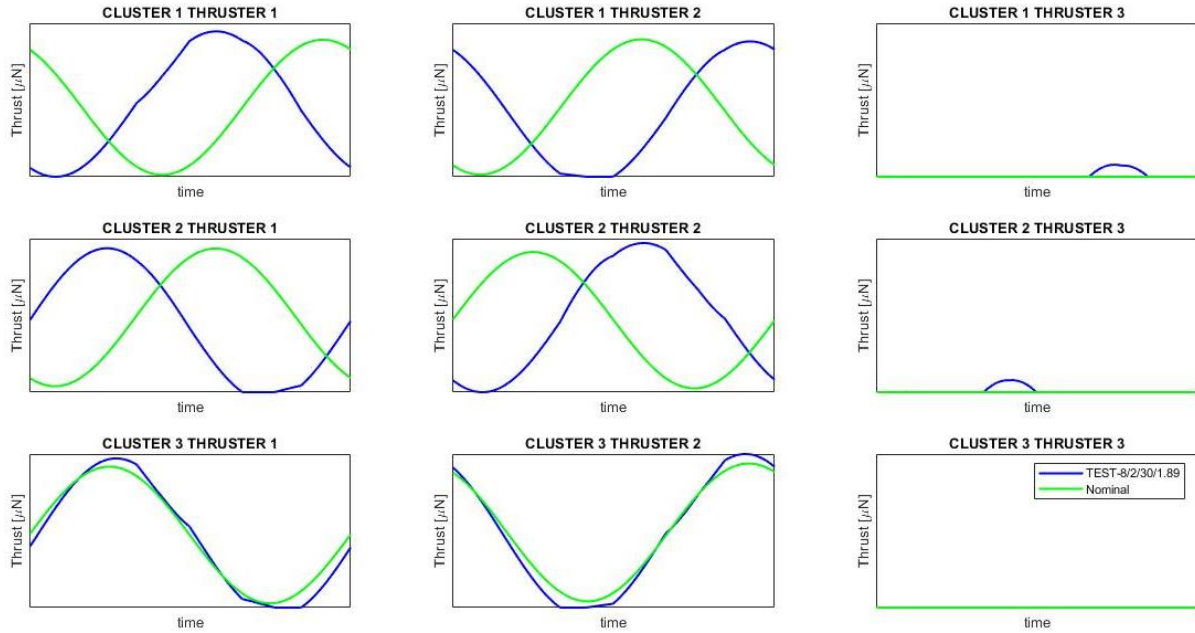 CLUSTER 1 THRUSTER 1
Thrust [μN]
time
CLUSTER 1 THRUSTER 2
Thrust [μN]
time
CLUSTER 1 THRUSTER 3
Thrust [μN]
time
CLUSTER 2 THRUSTER 1
Thrust [μN]
time
CLUSTER 2 THRUSTER 2
Thrust [μN]
time
CLUSTER 2 THRUSTER 3
Thrust [μN]
time
CLUSTER 3 THRUSTER 1
Thrust [μN]
time
CLUSTER 3 THRUSTER 2
Thrust [μN]
time
CLUSTER 3 THRUSTER 3
Thrust [μN]
TEST-8/2/30/1.89
Nominal
time